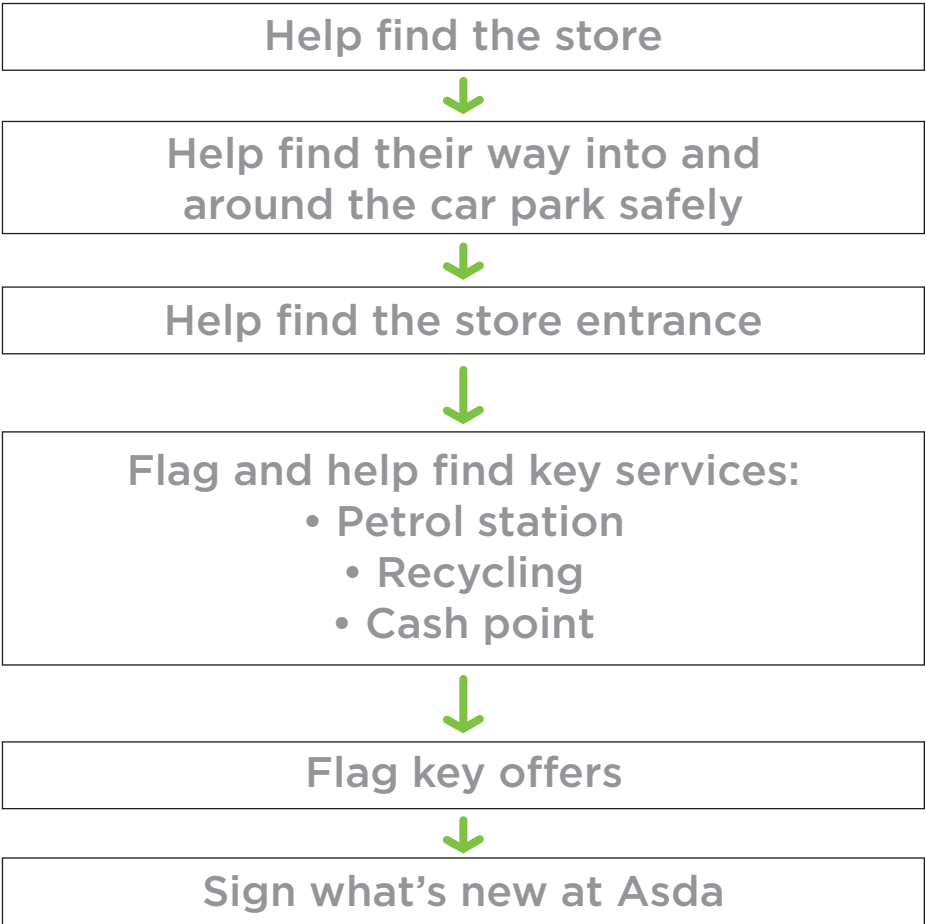 Help find the store
Help find their way into and
around the car park safely
Help find the store entrance
Flag and help find key services:
• Petrol station
• Recycling
• Cash point
Flag key offers
Sign what's new at Asda